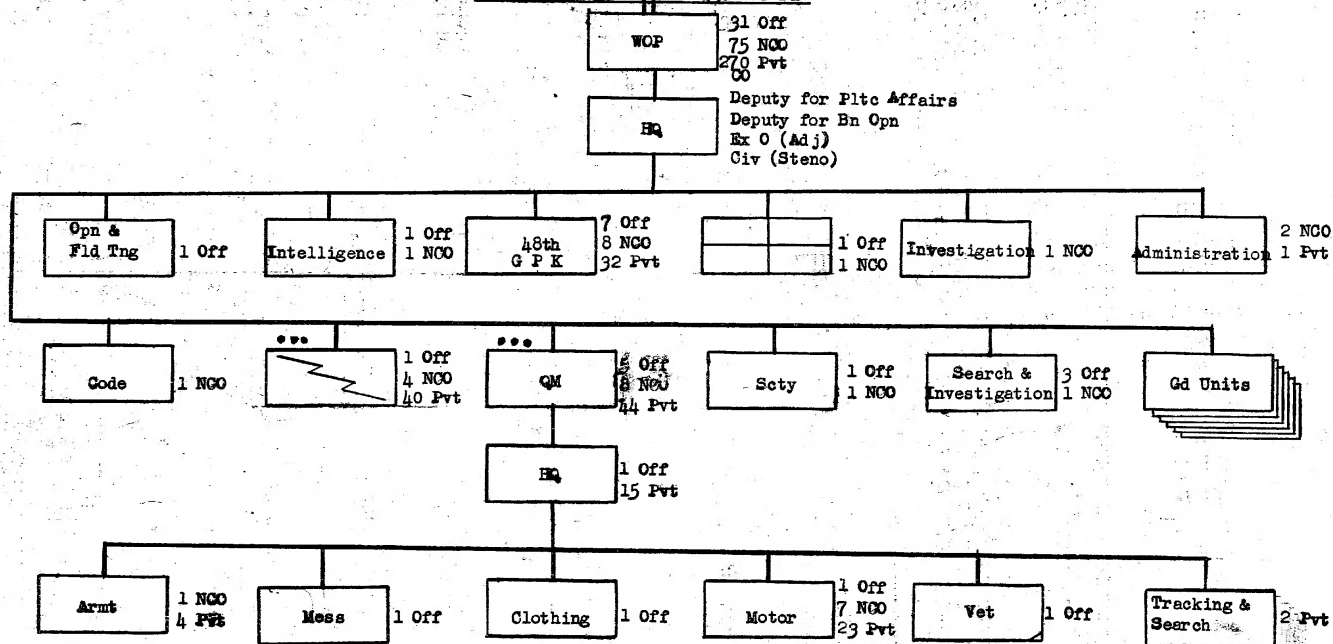 WOP
31 Off
75 NCO
270 Pvt
CO
HQ
Deputy for Pltc Affairs
Deputy for Bn Opn
Ex O (Adj)
Civ (Steno)
Opn &
Fld Tng
1 Off
Intelligence
1 Off
1 NCO
48th
G P K
7 Off
8 NCO
32 Pvt
1 Off
1 NCO
Investigation
1 NCO
Administration
2 NCO
1 Pvt
Code
1 NCO
1 Off
4 NCO
40 Pvt
QM
Off
8 NCO
44 Pvt
Scty
1 Off
1 NCO
Search &
Investigation
3 Off
1 NCO
Gd Units
HQ
1 Off
15 Pvt
Armt
1 NCO
4 Pvt
Mess
1 Off
Clothing
1 Off
Motor
1 Off
7 NCO
23 Pvt
Vet
1 Off
Tracking &
Search
2 Pvt